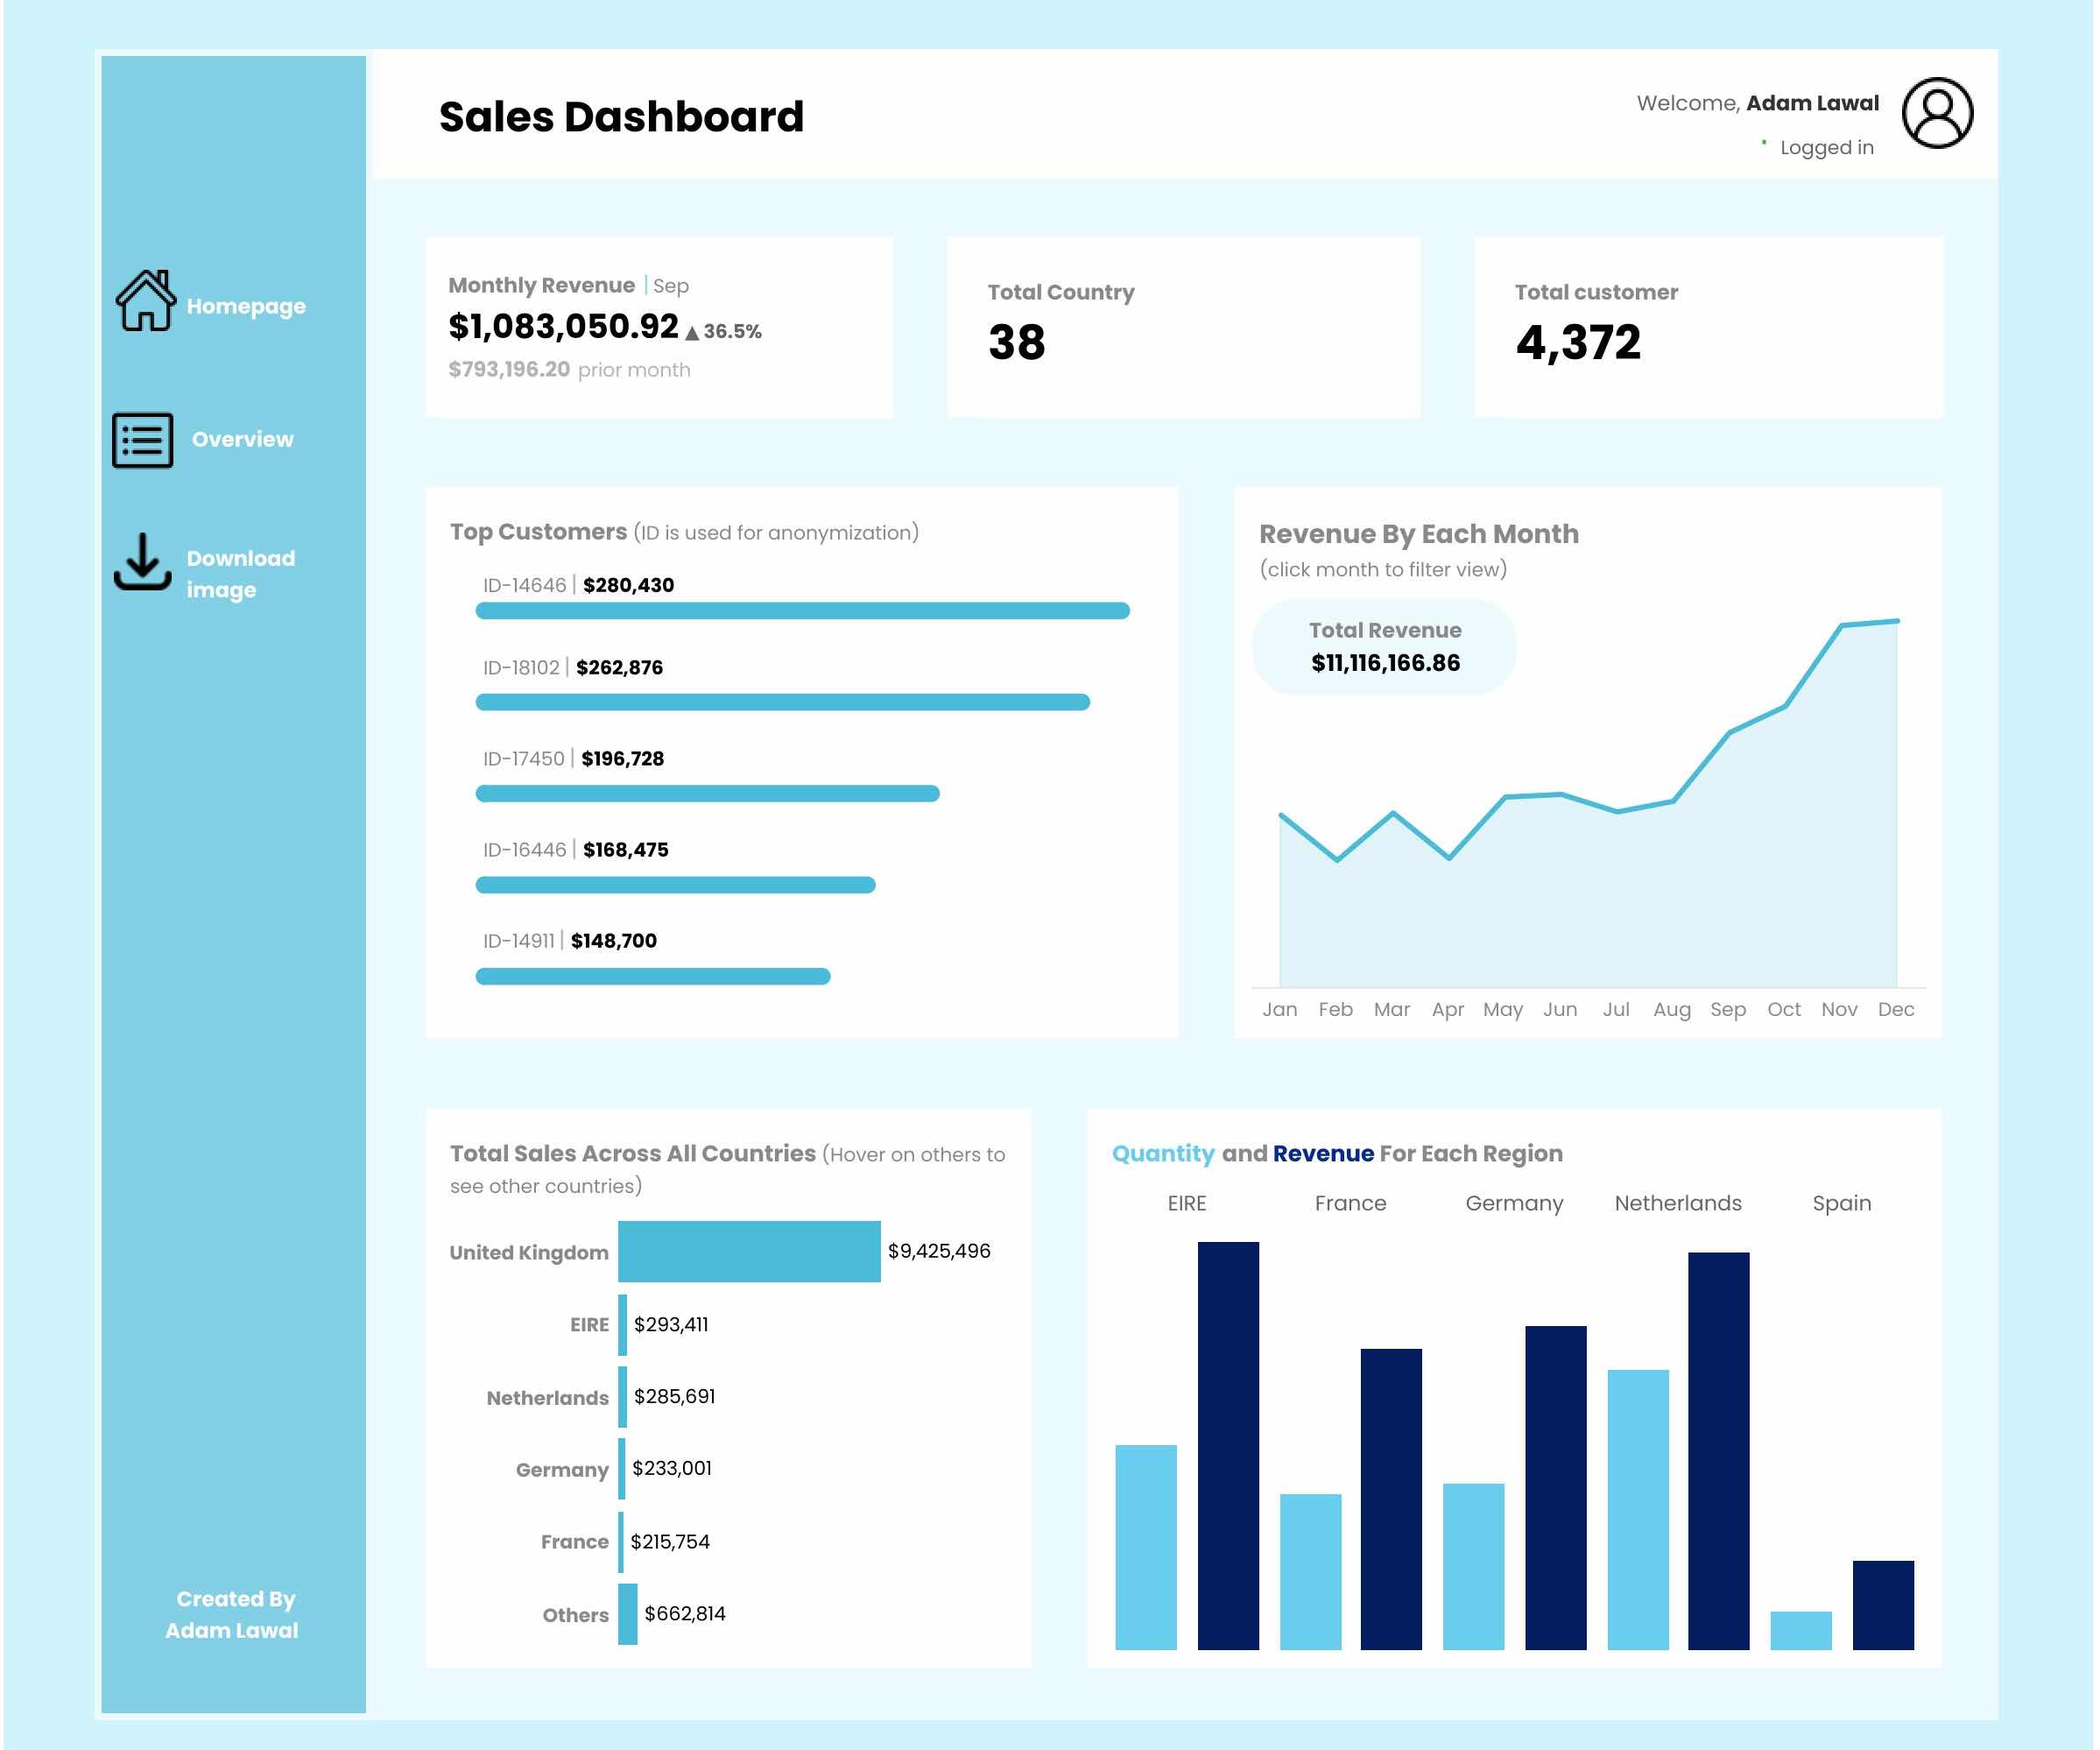 Sales Dashboard
Welcome, Adam Lawal
Logged in
Homepage
Overview
Download
image
Created By
Adam Lawal
Monthly Revenue | Sep
$1,083,050.92 ▲ 36.5%
$793,196.20 prior month
Total Country
38
Total customer
4,372
Top Customers (ID is used for anonymization)
ID-14646 | $280,430
ID-18102 | $262,876
ID-17450 | $196,728
ID-16446 | $168,475
ID-14911 | $148,700
Revenue By Each Month
(click month to filter view)
Total Revenue
$11,116,166.86
Jan Feb Mar Apr May Jun Jul Aug Sep Oct Nov Dec
Total Sales Across All Countries (Hover on others to
see other countries)
United Kingdom $9,425,496
EIRE $293,411
Netherlands $285,691
Germany $233,001
France $215,754
Others $662,814
Quantity and Revenue For Each Region
EIRE France Germany Netherlands Spain